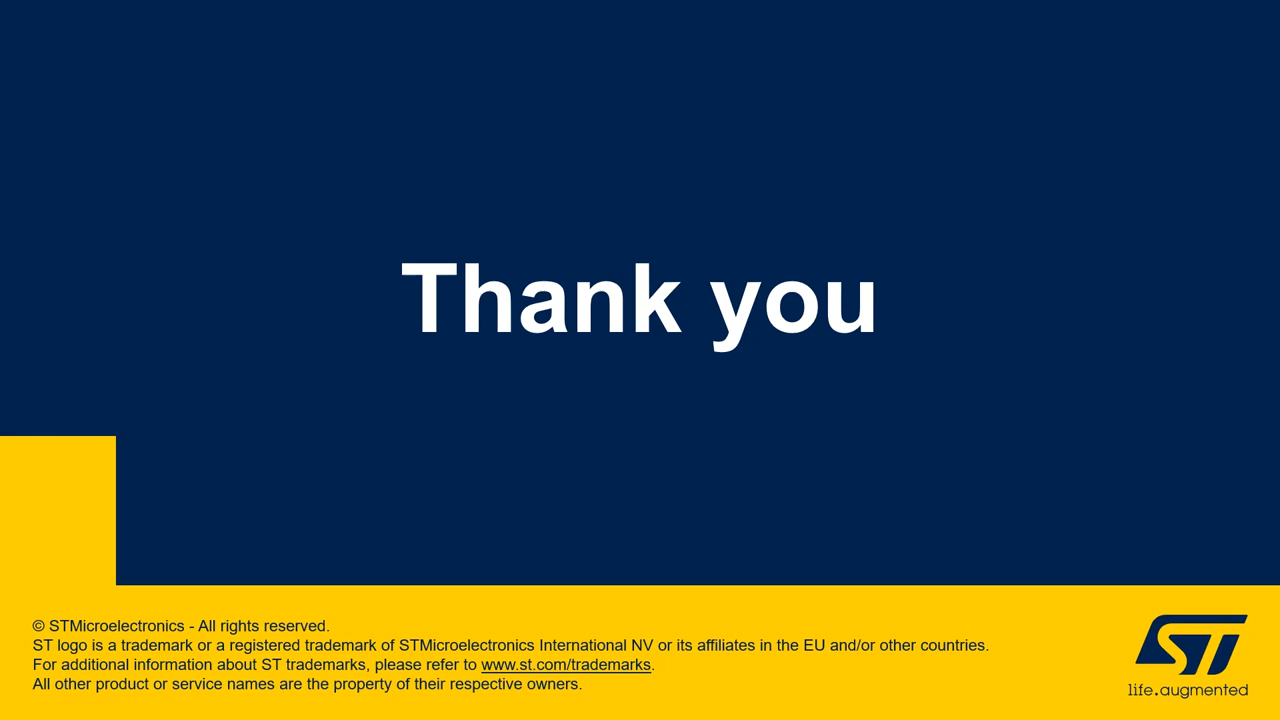 Thank you
© STMicroelectronics - All rights reserved.
ST logo is a trademark or a registered trademark of STMicroelectronics International NV or its affiliates in the EU and/or other countries.
For additional information about ST trademarks, please refer to www.st.com/trademarks.
All other product or service names are the property of their respective owners.
ST
life.augmented